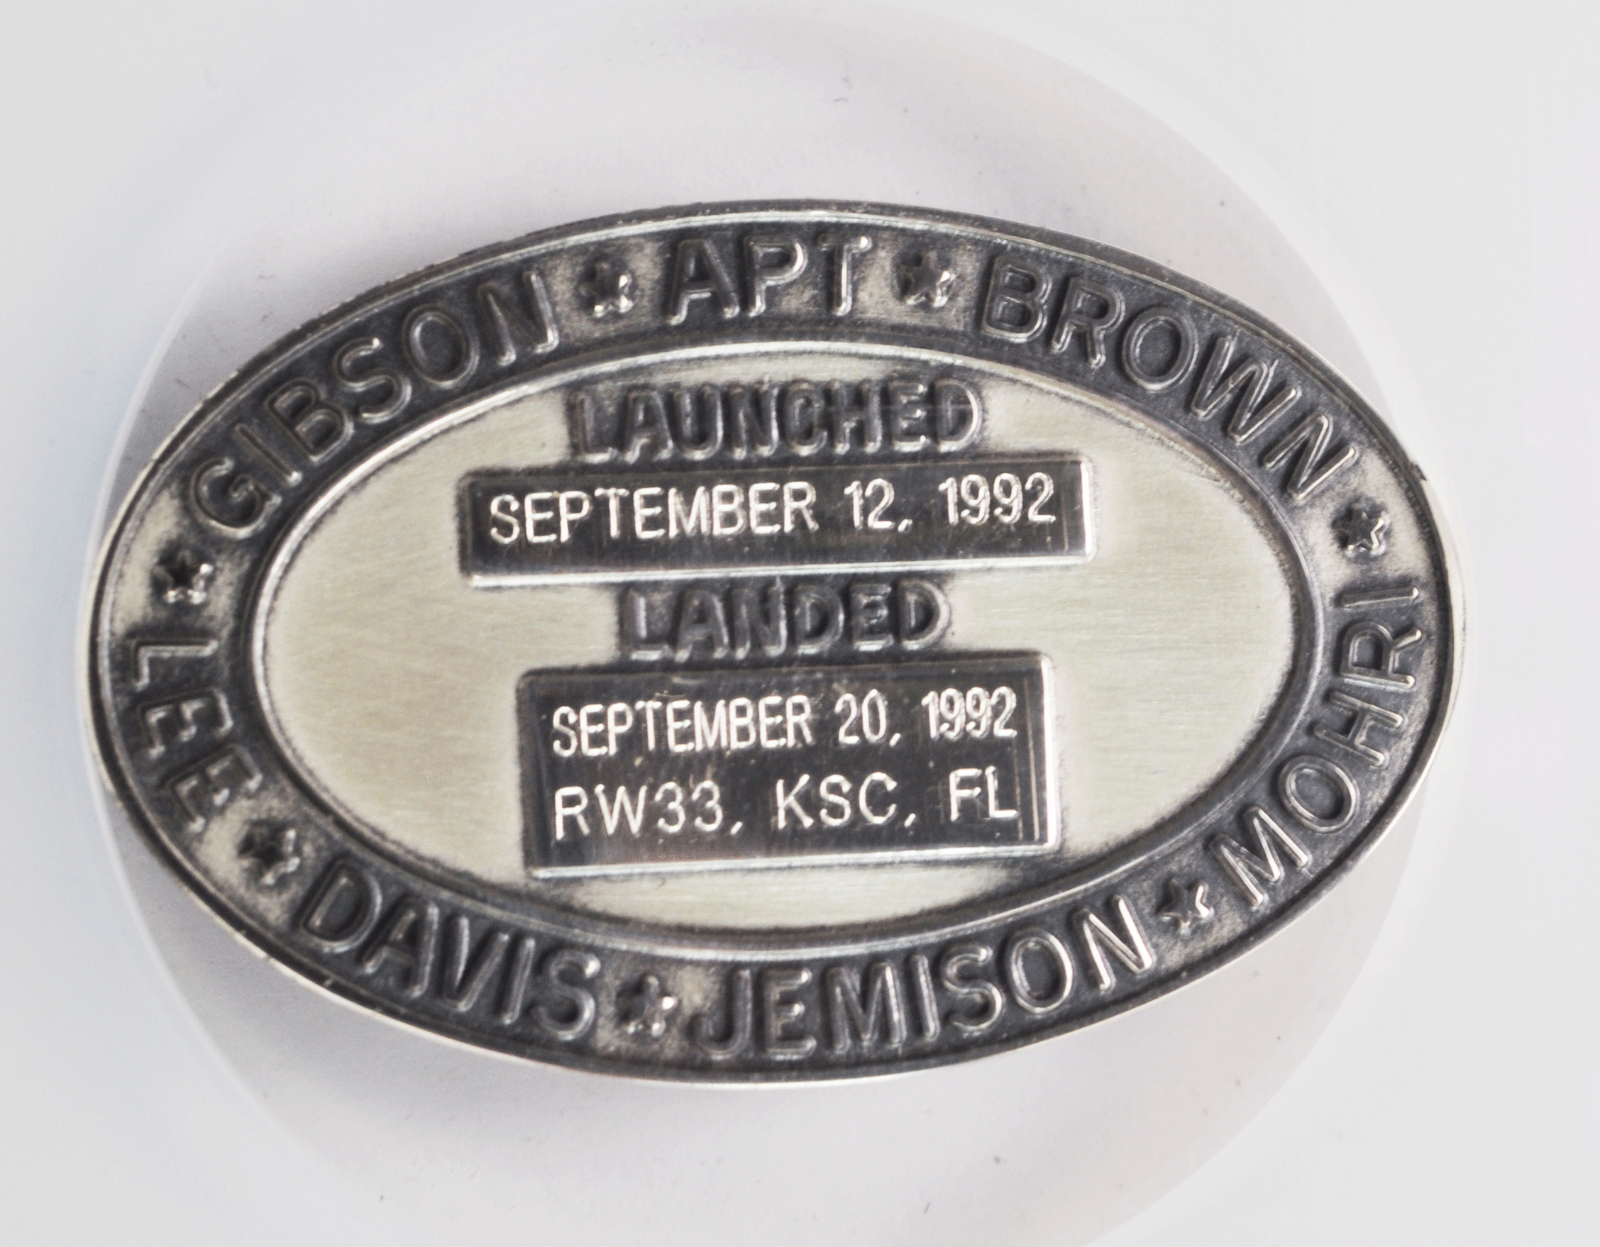 GIBSON ★ APT ★ BROWN ★ MOHRI ★ JEMISON ★ DAVIS ★ LEE ★
LAUNCHED
SEPTEMBER 12, 1992
LANDED
SEPTEMBER 20, 1992
RW33, KSC, FL